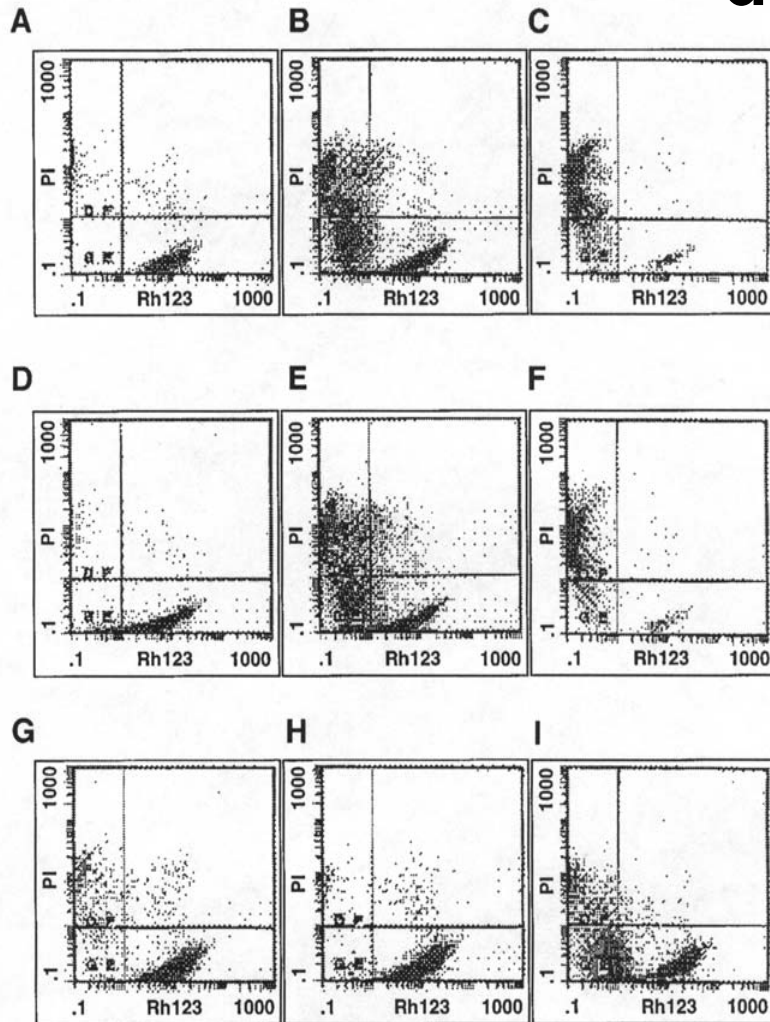 A B C
1000 1000 1000
PI PI PI
D F D F
G E G E G E
.1 .1 .1
.1 Rh123 1000 .1 Rh123 1000 .1 Rh123 1000
D E F
1000 1000 1000
PI PI PI
D F D F
G E G E
.1 .1 .1
.1 Rh123 1000 .1 Rh123 1000 .1 Rh123 1000
G H I
1000 1000 1000
PI PI PI
D F D F D F
G E G E
.1 .1 .1
.1 Rh123 1000 .1 Rh123 1000 .1 Rh123 1000